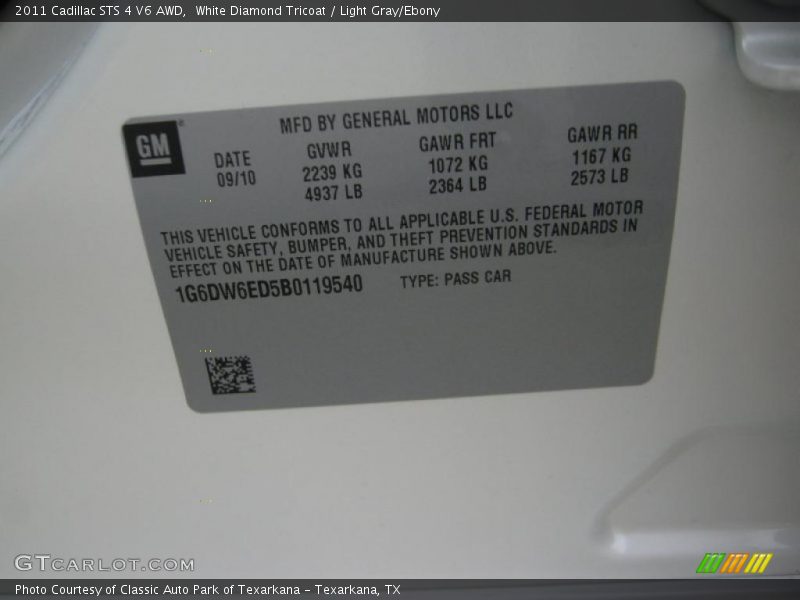 2011 Cadillac STS 4 V6 AWD,  White Diamond Tricoat / Light Gray/Ebony
GM
MFD BY GENERAL MOTORS LLC
DATE
09/10
GVWR
2239 KG
4937 LB
GAWR FRT
1072 KG
2364 LB
GAWR RR
1167 KG
2573 LB
THIS VEHICLE CONFORMS TO ALL APPLICABLE U.S. FEDERAL MOTOR
VEHICLE SAFETY, BUMPER, AND THEFT PREVENTION STANDARDS IN
EFFECT ON THE DATE OF MANUFACTURE SHOWN ABOVE.
1G6DW6ED5B0119540 TYPE: PASS CAR
GTCARLOT.COM
Photo Courtesy of Classic Auto Park of Texarkana – Texarkana, TX